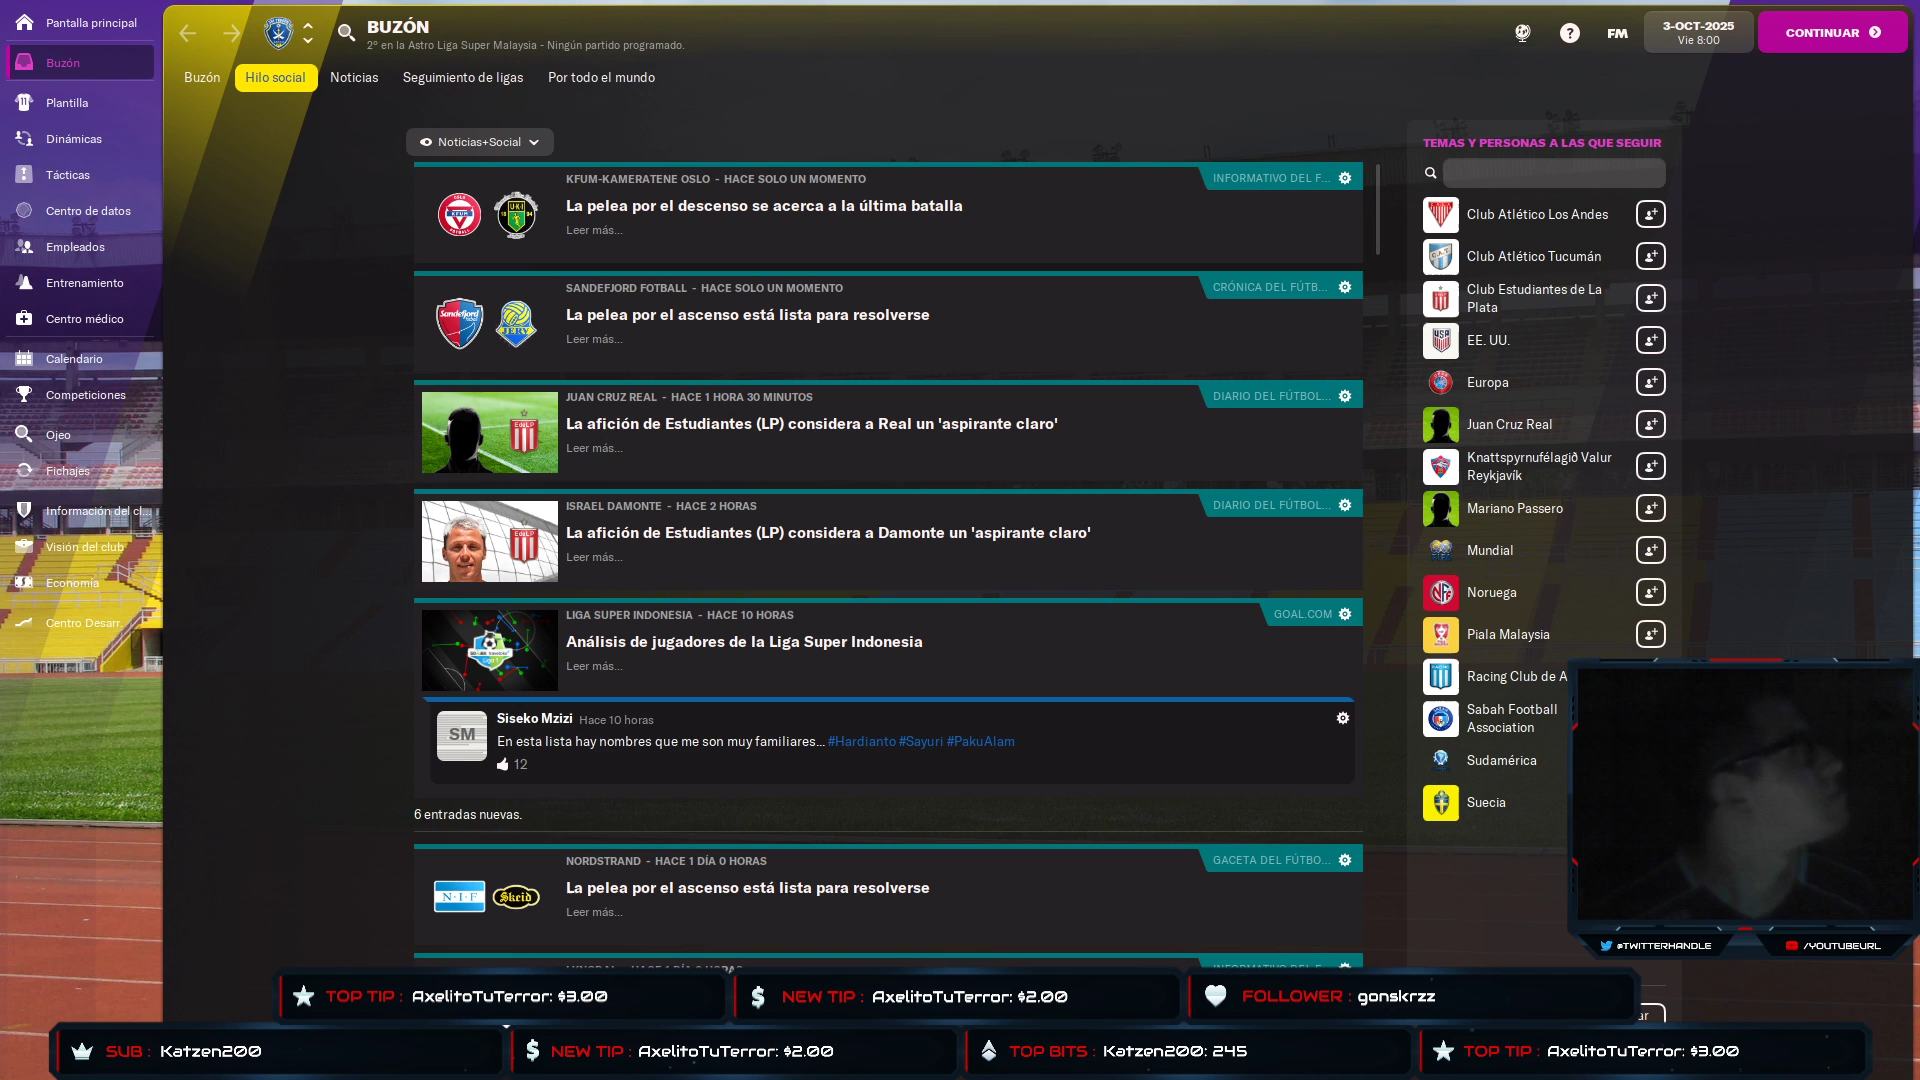 Pantalla principal
Buzón
Plantilla
Dinámicas
Tácticas
Centro de datos
Empleados
Entrenamiento
Centro médico
Calendario
Competiciones
Ojeo
Fichajes
Información del cl...
Visión del club
Economía
Centro Desarr.
BUZÓN
2º en la Astro Liga Super Malaysia - Ningún partido programado.
FM
3-OCT-2025
Vie 8:00
CONTINUAR
Buzón
Hilo social
Noticias
Seguimiento de ligas
Por todo el mundo
Noticias+Social
KFUM-KAMERATENE OSLO - HACE SOLO UN MOMENTO
INFORMATIVO DEL F...
La pelea por el descenso se acerca a la última batalla
Leer más...
SANDEFJORD FOTBALL - HACE SOLO UN MOMENTO
CRÓNICA DEL FÚTB...
La pelea por el ascenso está lista para resolverse
Leer más...
JUAN CRUZ REAL - HACE 1 HORA 30 MINUTOS
DIARIO DEL FÚTBOL...
La afición de Estudiantes (LP) considera a Real un 'aspirante claro'
Leer más...
ISRAEL DAMONTE - HACE 2 HORAS
DIARIO DEL FÚTBOL...
La afición de Estudiantes (LP) considera a Damonte un 'aspirante claro'
Leer más...
LIGA SUPER INDONESIA - HACE 10 HORAS
GOAL.COM
Análisis de jugadores de la Liga Super Indonesia
Leer más...
SM
Siseko Mzizi Hace 10 horas
En esta lista hay nombres que me son muy familiares... #Hardianto #Sayuri #PakuAlam
12
6 entradas nuevas.
NORDSTRAND - HACE 1 DÍA 0 HORAS
GACETA DEL FÚTBO...
N·I·F
Skeid
La pelea por el ascenso está lista para resolverse
Leer más...
TEMAS Y PERSONAS A LAS QUE SEGUIR
Club Atlético Los Andes
Club Atlético Tucumán
Club Estudiantes de La
Plata
EE. UU.
Europa
Juan Cruz Real
Knattspyrnufélagið Valur
Reykjavík
Mariano Passero
Mundial
Noruega
Piala Malaysia
Racing Club de A
Sabah Football
Association
Sudamérica
Suecia
@TWITTERHANDLE
/YOUTUBEURL
TOP TIP : AxelitoTuTerror: $3.00
NEW TIP : AxelitoTuTerror: $2.00
FOLLOWER : gonskrzz
ar
SUB : Katzen200
NEW TIP : AxelitoTuTerror: $2.00
TOP BITS : Katzen200: 245
TOP TIP : AxelitoTuTerror: $3.00